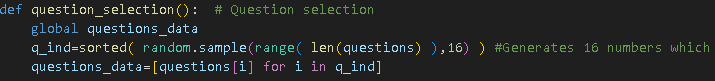 def question_selection():  # Question selection
    global questions_data
    q_ind=sorted( random.sample(range( len(questions) ),16) ) #Generates 16 numbers which
    questions_data=[questions[i] for i in q_ind]